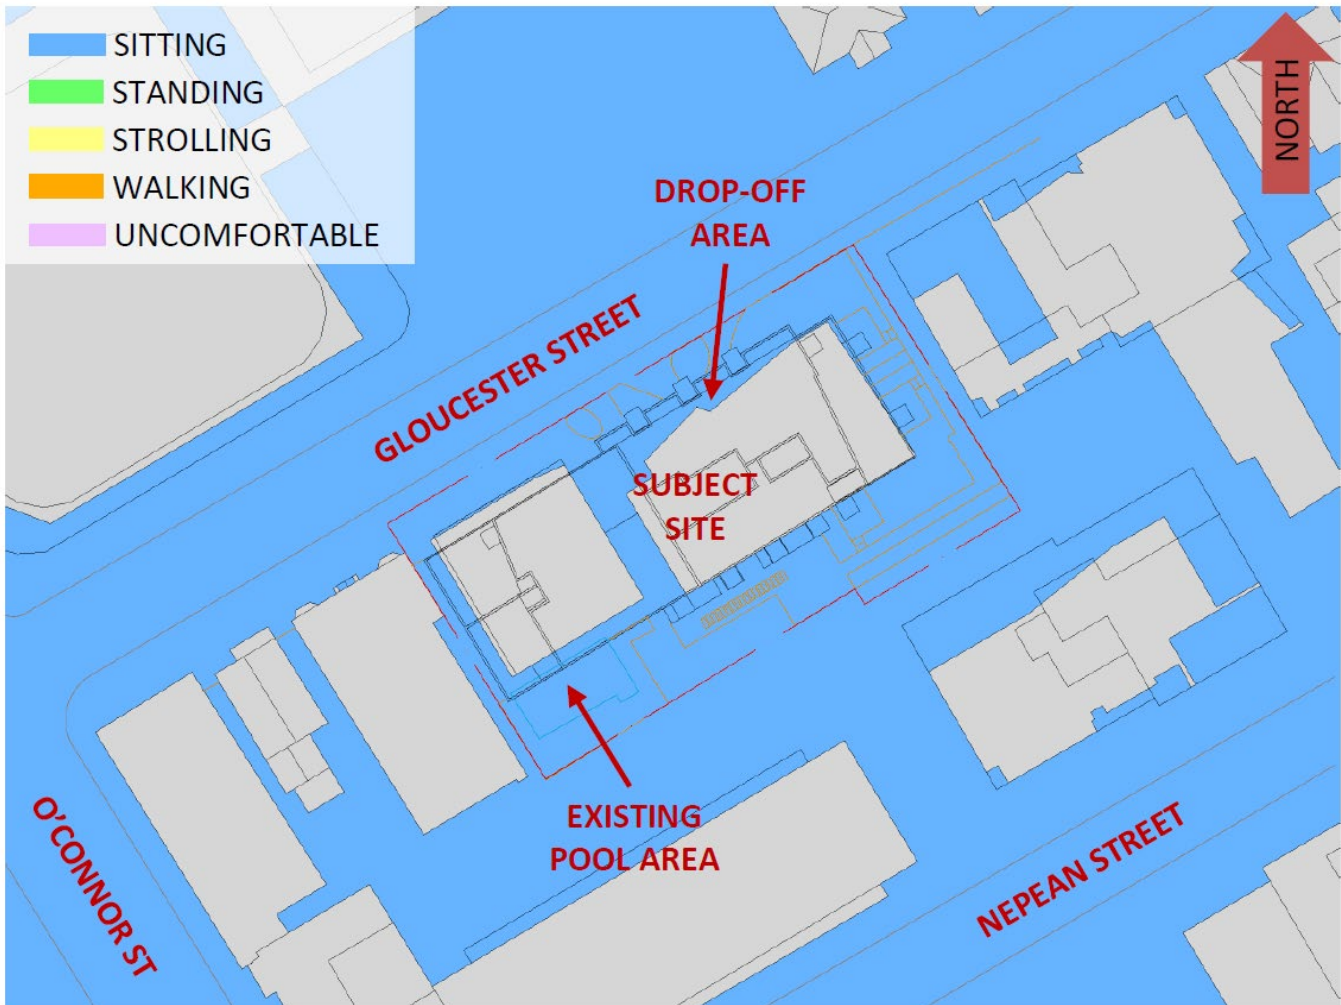 SITTING
STANDING
STROLLING
WALKING
UNCOMFORTABLE
NORTH
DROP-OFF
AREA
GLOUCESTER STREET
SUBJECT
SITE
EXISTING
POOL AREA
O'CONNOR ST
NEPEAN STREET